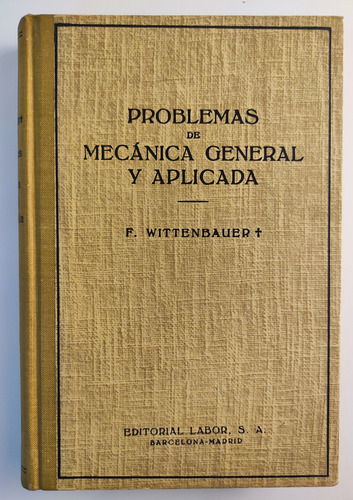 PROBLEMAS
DE
MECÁNICA GENERAL
Y APLICADA
F. WITTENBAUER †
EDITORIAL LABOR, S. A.
BARCELONA-MADRID